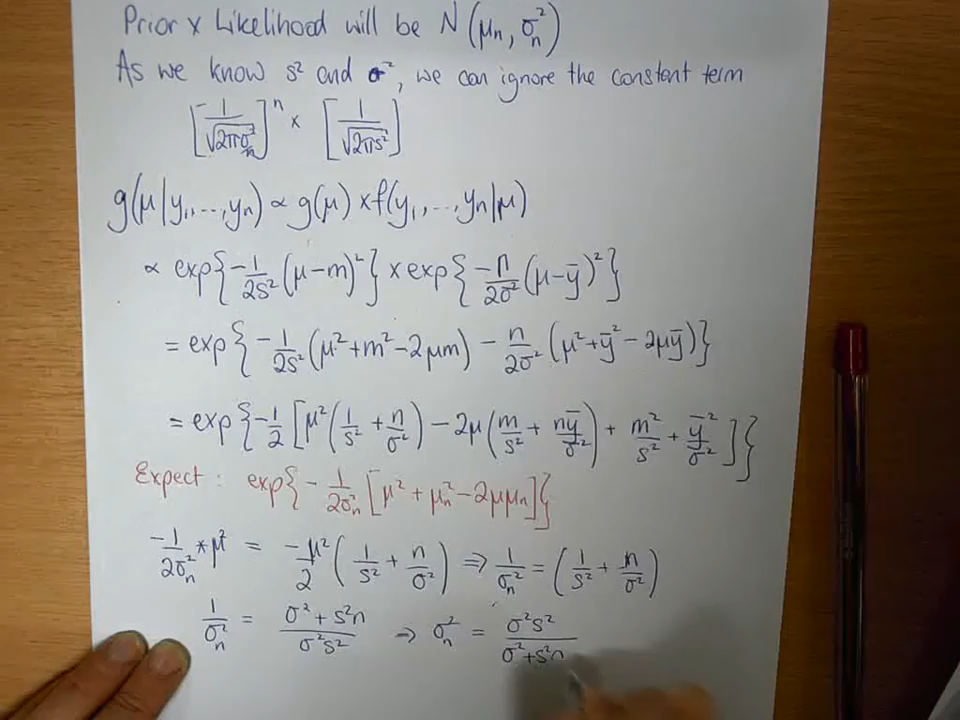 Prior x Likelihood will be N(μn, σn²)
As we know s² and σ², we can ignore the constant term
[1/√(2πσn²)]ⁿ x [1/√(2πs²)]
g(μ|y₁,...,yn) ∝ g(μ) x f(y₁,...,yn|μ)
∝ exp{-1/2s² (μ-m)²} x exp{-n/2σ² (μ-ȳ)²}
= exp{-1/2s² (μ²+m²-2μm) - n/2σ² (μ²+ȳ²-2μȳ)}
= exp{-1/2 [μ²(1/s² + n/σ²) - 2μ(m/s² + nȳ/σ²) + m²/s² + ȳ²/σ²]}
Expect: exp{-1/2σn² [μ² + μn² - 2μμn]}
-1/2σn² * μ² = -μ²/2 (1/s² + n/σ²) ⇒ 1/σn² = (1/s² + n/σ²)
1/σn² = (σ² + s²n)/(σ²s²) ⇒ σn² = (σ²s²)/(σ²+s²n)